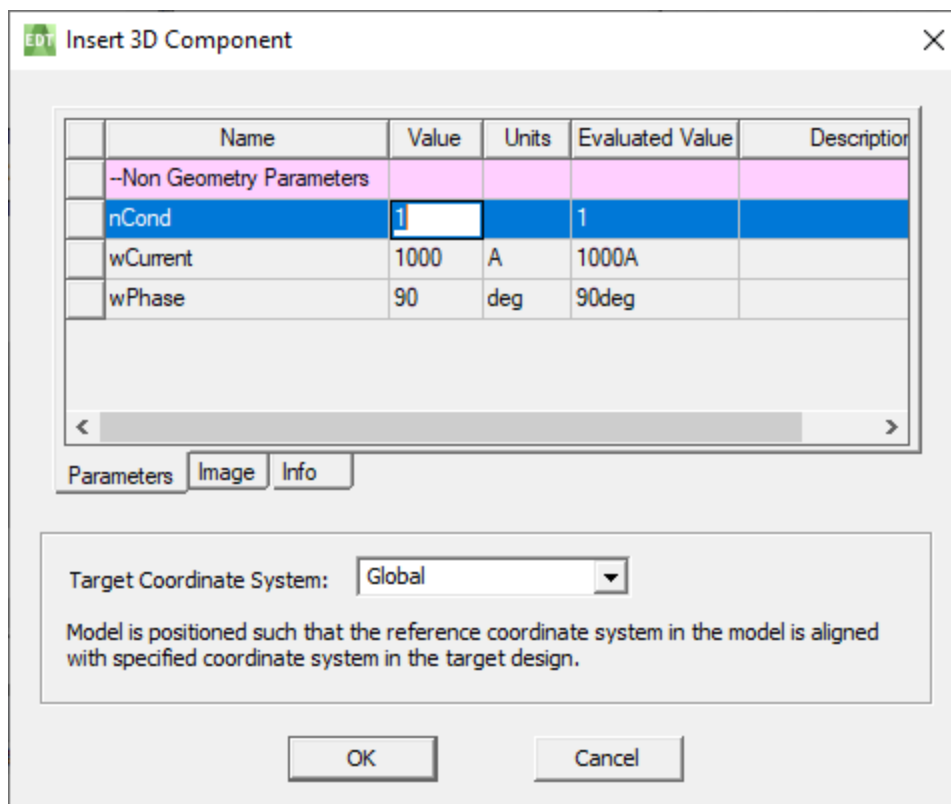 EDT Insert 3D Component
Name Value Units Evaluated Value Description
--Non Geometry Parameters
nCond 1 1
wCurrent 1000 A 1000A
wPhase 90 deg 90deg
Parameters Image Info
Target Coordinate System: Global
Model is positioned such that the reference coordinate system in the model is aligned
with specified coordinate system in the target design.
OK Cancel